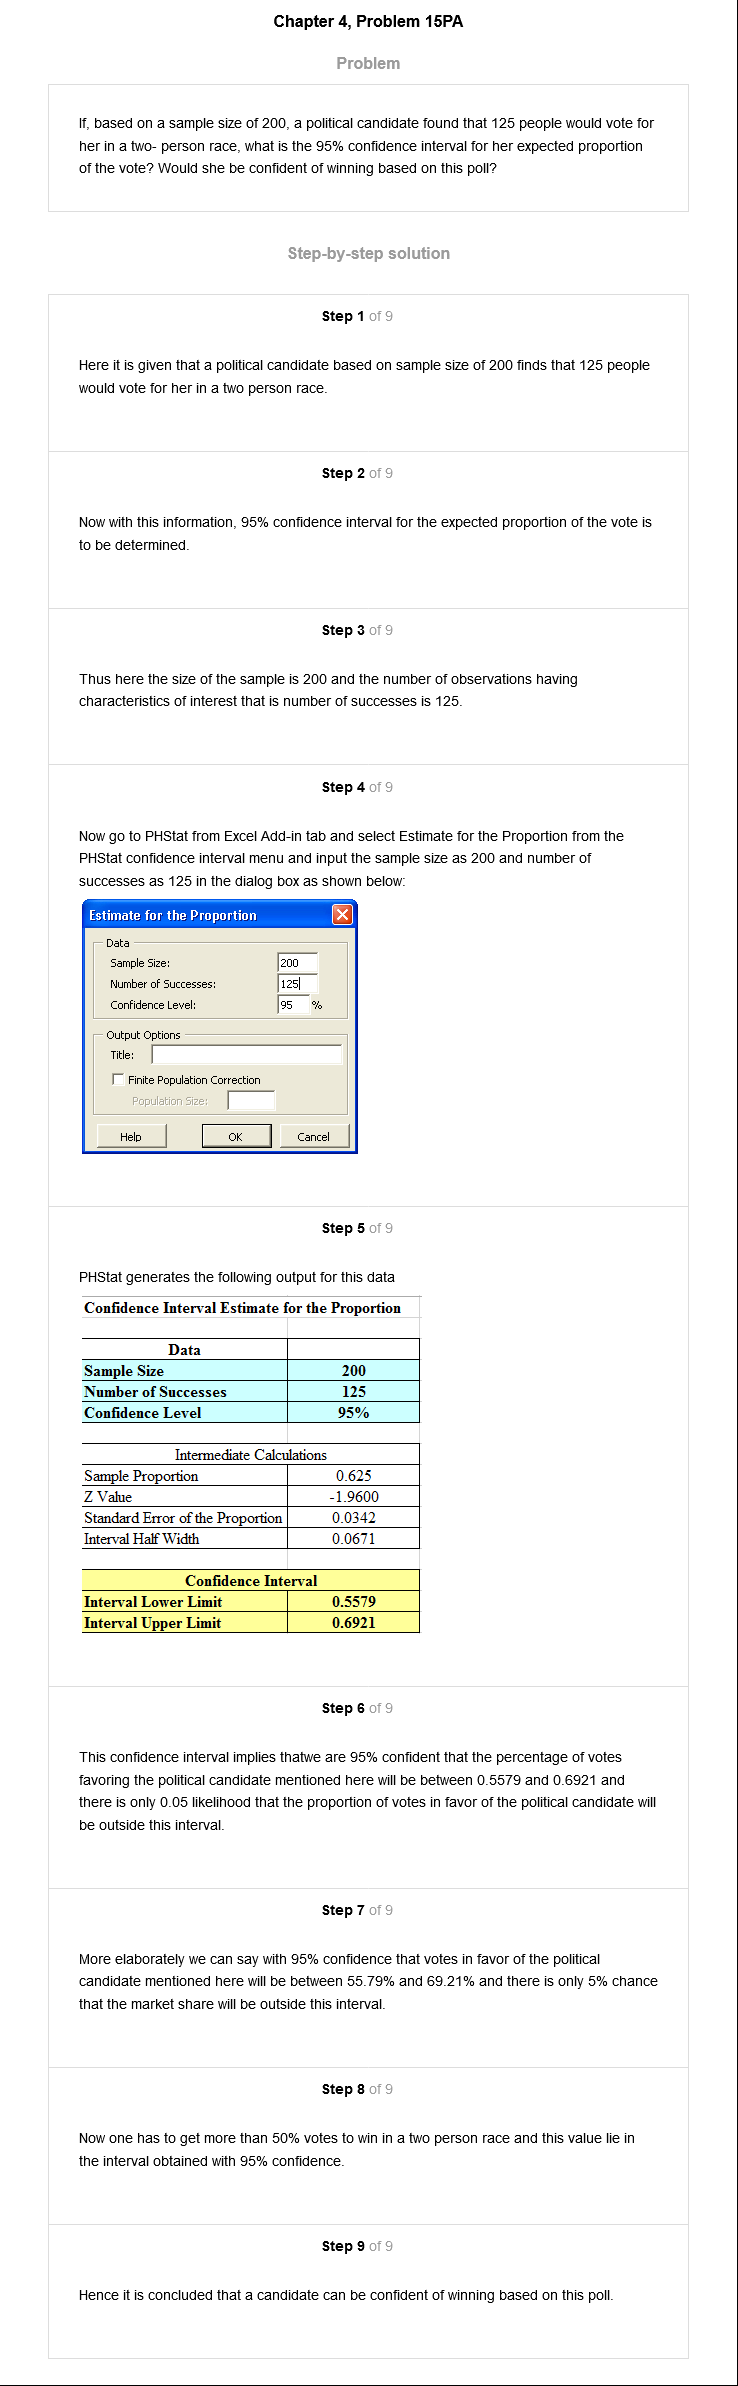 Chapter 4, Problem 15PA
Problem
If, based on a sample size of 200, a political candidate found that 125 people would vote for
her in a two- person race, what is the 95% confidence interval for her expected proportion
of the vote? Would she be confident of winning based on this poll?
Step-by-step solution
Step 1 of 9
Here it is given that a political candidate based on sample size of 200 finds that 125 people
would vote for her in a two person race.
Step 2 of 9
Now with this information, 95% confidence interval for the expected proportion of the vote is
to be determined.
Step 3 of 9
Thus here the size of the sample is 200 and the number of observations having
characteristics of interest that is number of successes is 125.
Step 4 of 9
Now go to PHStat from Excel Add-in tab and select Estimate for the Proportion from the
PHStat confidence interval menu and input the sample size as 200 and number of
successes as 125 in the dialog box as shown below:
Estimate for the Proportion
Data
Sample Size: 200
Number of Successes: 125
Confidence Level: 95 %
Output Options
Title:
Finite Population Correction
Population Size:
Help OK Cancel
Step 5 of 9
PHStat generates the following output for this data
Confidence Interval Estimate for the Proportion
Data
Sample Size 200
Number of Successes 125
Confidence Level 95%
Intermediate Calculations
Sample Proportion 0.625
Z Value -1.9600
Standard Error of the Proportion 0.0342
Interval Half Width 0.0671
Confidence Interval
Interval Lower Limit 0.5579
Interval Upper Limit 0.6921
Step 6 of 9
This confidence interval implies thatwe are 95% confident that the percentage of votes
favoring the political candidate mentioned here will be between 0.5579 and 0.6921 and
there is only 0.05 likelihood that the proportion of votes in favor of the political candidate will
be outside this interval.
Step 7 of 9
More elaborately we can say with 95% confidence that votes in favor of the political
candidate mentioned here will be between 55.79% and 69.21% and there is only 5% chance
that the market share will be outside this interval.
Step 8 of 9
Now one has to get more than 50% votes to win in a two person race and this value lie in
the interval obtained with 95% confidence.
Step 9 of 9
Hence it is concluded that a candidate can be confident of winning based on this poll.